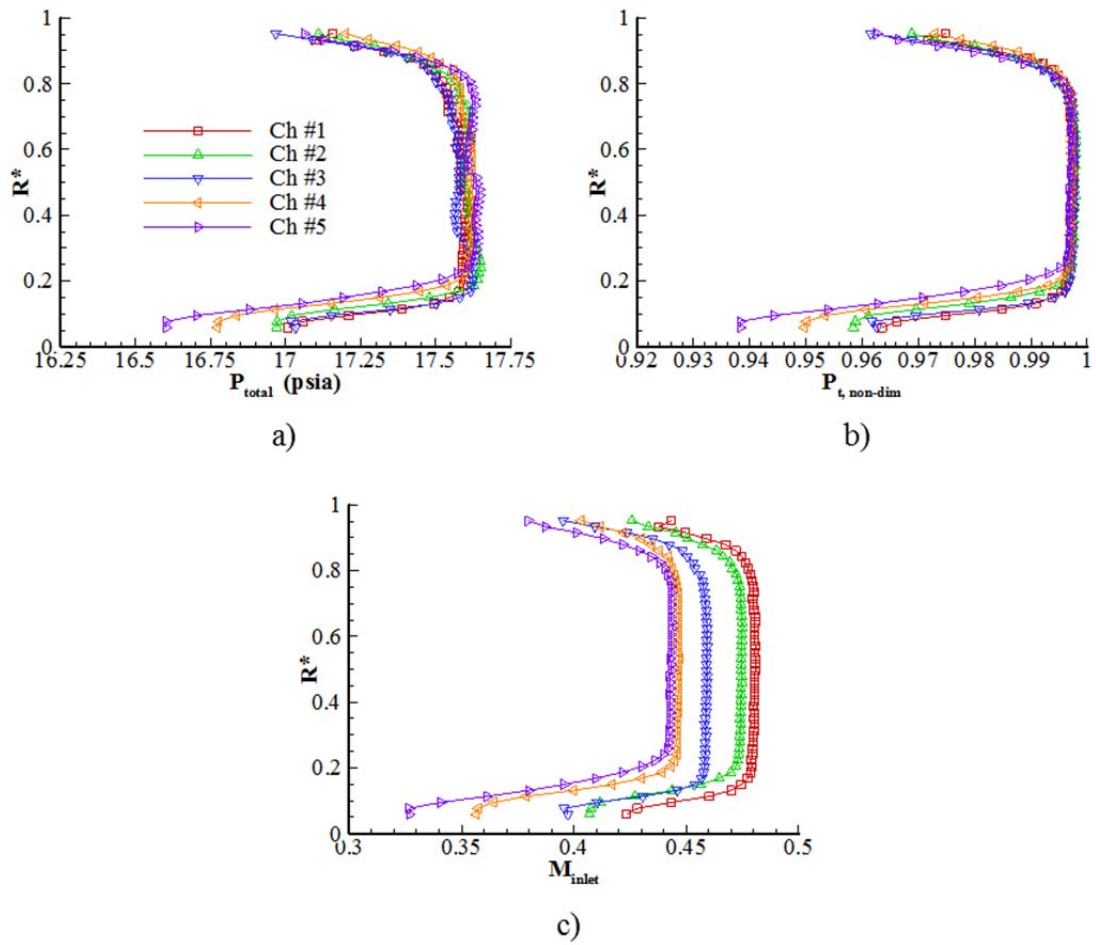 1
0.8
0.6
0.4
0.2
0
R*
Ch #1
Ch #2
Ch #3
Ch #4
Ch #5
16.25 16.5 16.75 17 17.25 17.5 17.75
P total (psia)
a)
1
0.8
0.6
0.4
0.2
0
R*
0.92 0.93 0.94 0.95 0.96 0.97 0.98 0.99 1
P t, non-dim
b)
1
0.8
0.6
0.4
0.2
0
R*
0.3 0.35 0.4 0.45 0.5
M inlet
c)